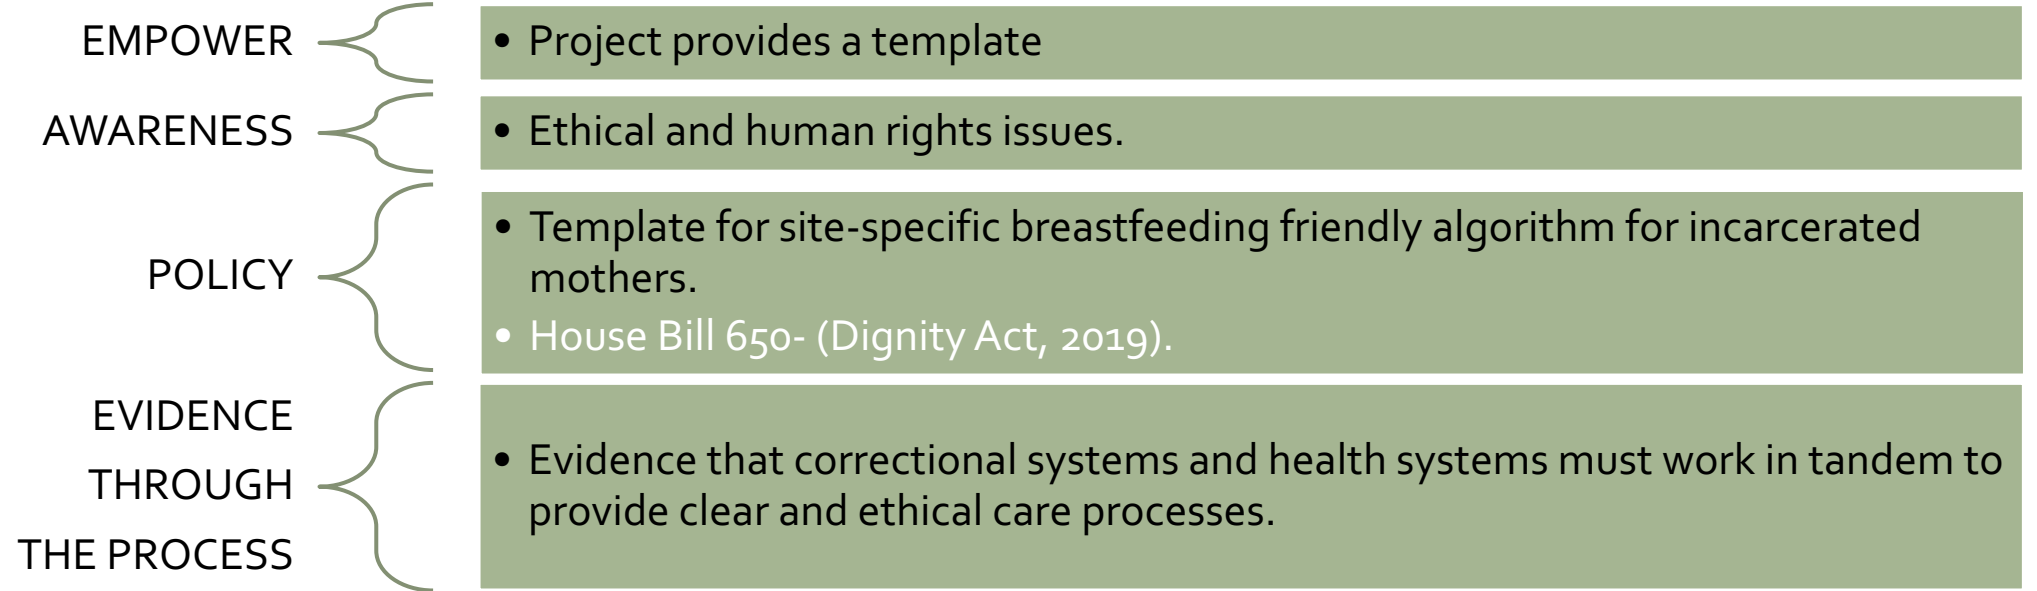 EMPOWER
• Project provides a template
AWARENESS
• Ethical and human rights issues.
POLICY
• Template for site-specific breastfeeding friendly algorithm for incarcerated
mothers.
• House Bill 650- (Dignity Act, 2019).
EVIDENCE
THROUGH
THE PROCESS
• Evidence that correctional systems and health systems must work in tandem to
provide clear and ethical care processes.